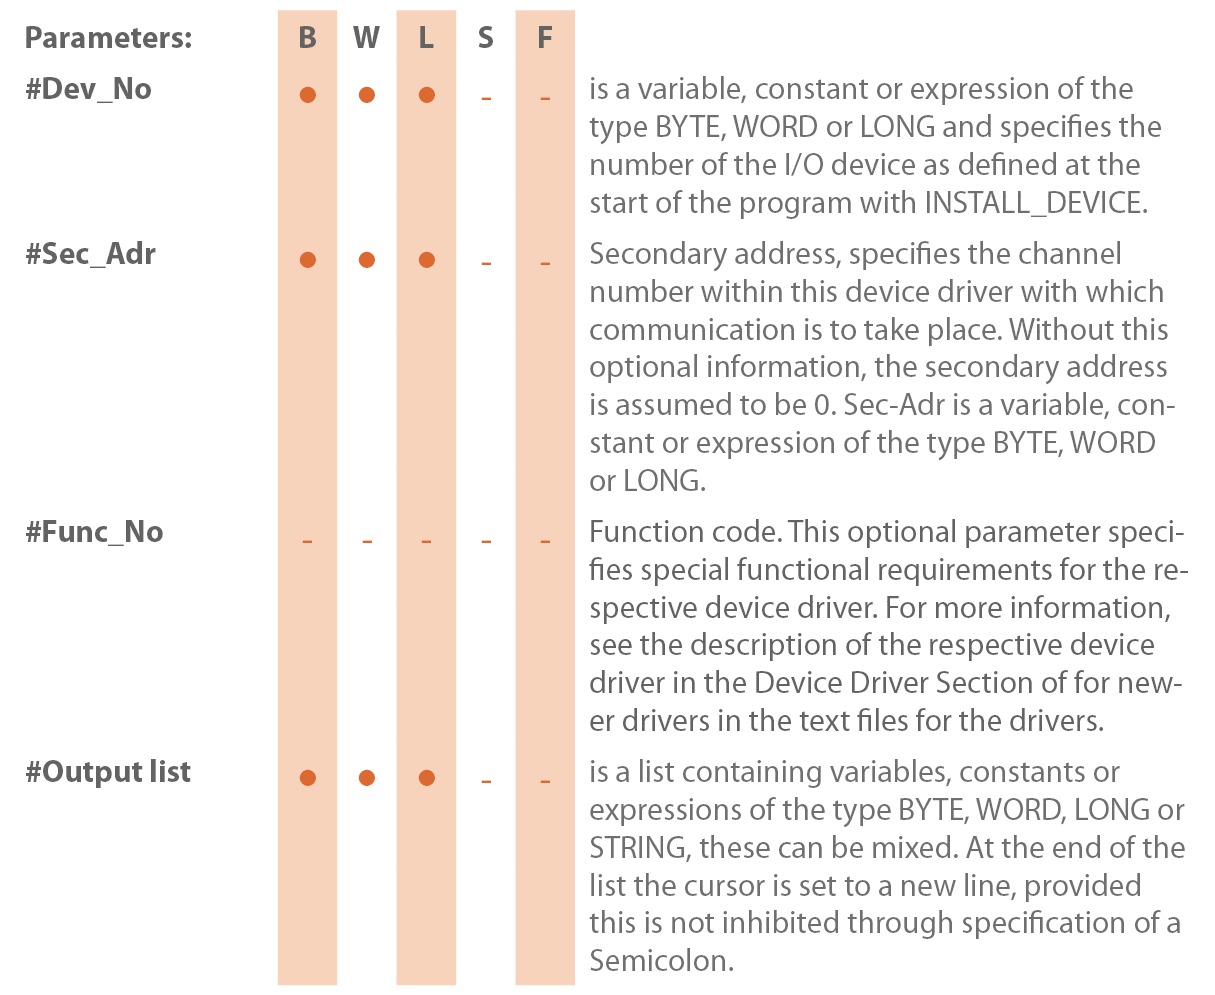 Parameters: B W L S F
#Dev_No ● ● ● - - is a variable, constant or expression of the
type BYTE, WORD or LONG and specifies the
number of the I/O device as defined at the
start of the program with INSTALL_DEVICE.
#Sec_Adr ● ● ● - - Secondary address, specifies the channel
number within this device driver with which
communication is to take place. Without this
optional information, the secondary address
is assumed to be 0. Sec-Adr is a variable, con-
stant or expression of the type BYTE, WORD
or LONG.
#Func_No - - - - - Function code. This optional parameter speci-
fies special functional requirements for the re-
spective device driver. For more information,
see the description of the respective device
driver in the Device Driver Section of for new-
er drivers in the text files for the drivers.
#Output list ● ● ● - - is a list containing variables, constants or
expressions of the type BYTE, WORD, LONG or
STRING, these can be mixed. At the end of the
list the cursor is set to a new line, provided
this is not inhibited through specification of a
Semicolon.